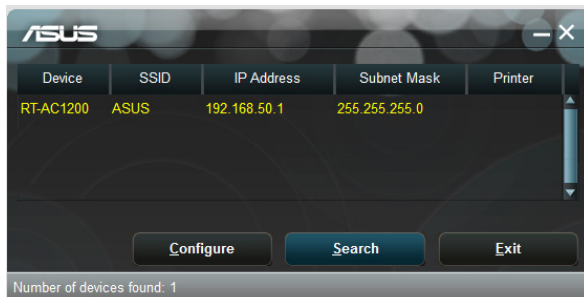 ASUS
Device SSID IP Address Subnet Mask Printer
RT-AC1200 ASUS 192.168.50.1 255.255.255.0
Configure Search Exit
Number of devices found: 1